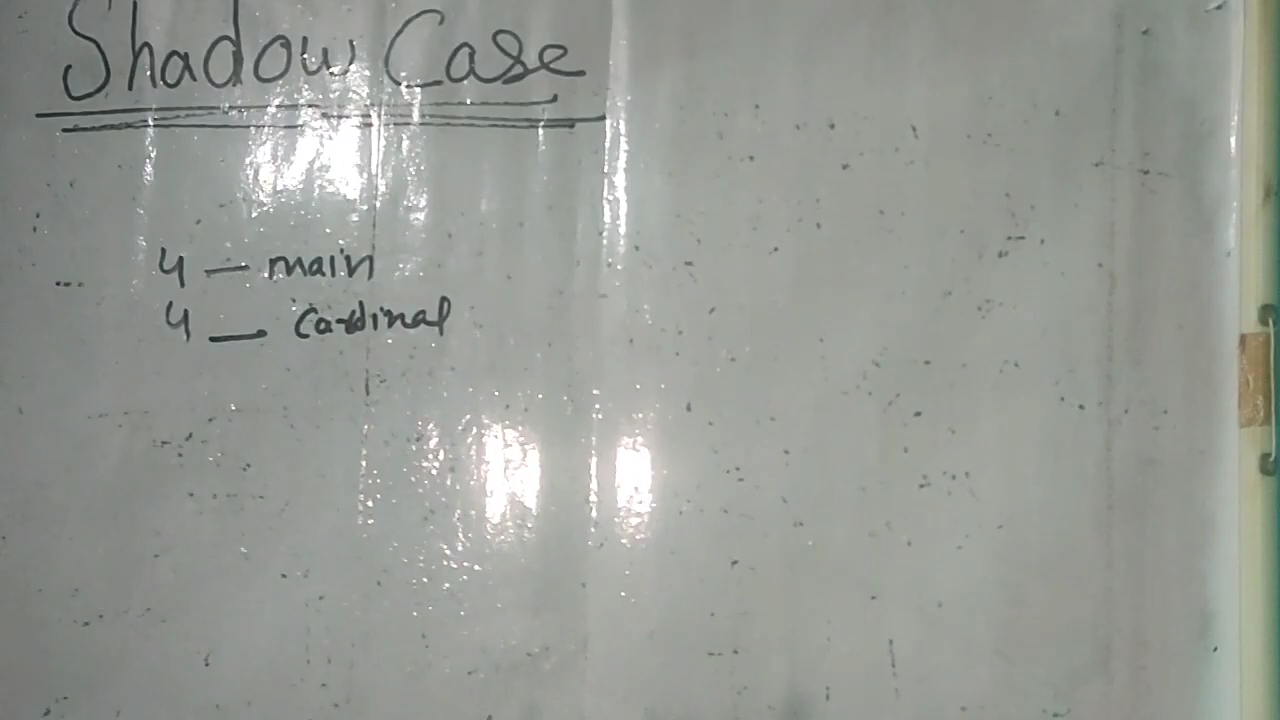 Shadow Case
4 — main
4 — Cardinal